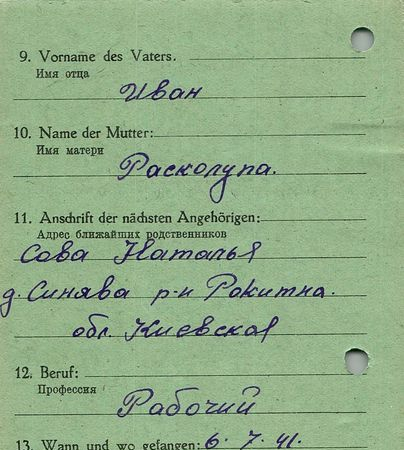 9. Vorname des Vaters.
Имя отца
Иван
10. Name der Mutter:
Имя матери
Расколупа.
11. Anschrift der nächsten Angehörigen:
Адрес ближайших родственников
Сова Наталья
д. Синява р-н Ракитна.
обл. Киевская
12. Beruf:
Профессия
Рабочий
13. Wann und wo gefangen: 6. 7. 41.